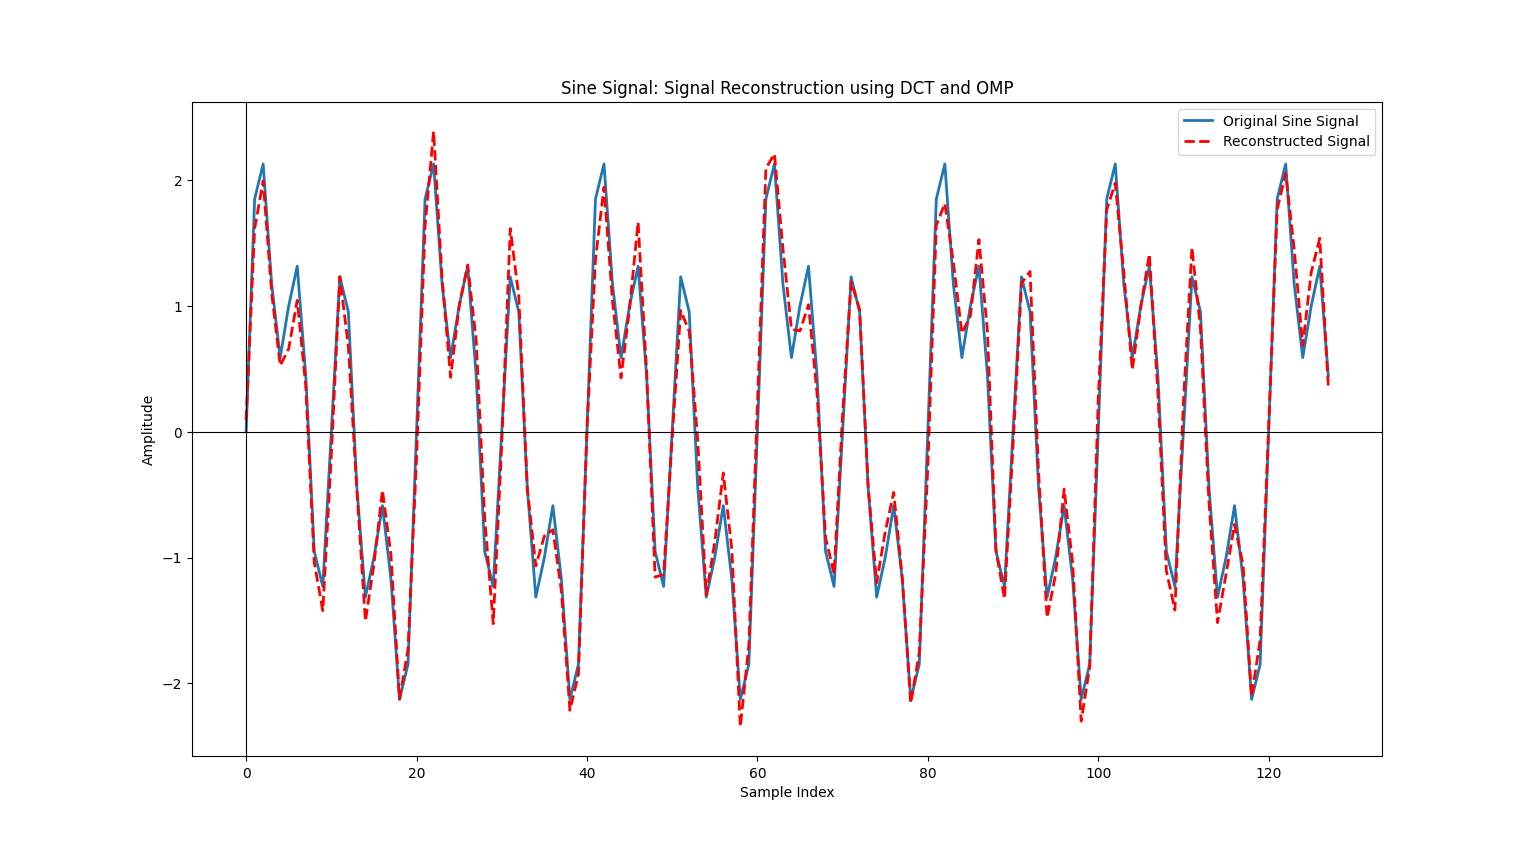 Sine Signal: Signal Reconstruction using DCT and OMP
Original Sine Signal
Reconstructed Signal
2
1
0
−1
−2
Amplitude
0 20 40 60 80 100 120
Sample Index